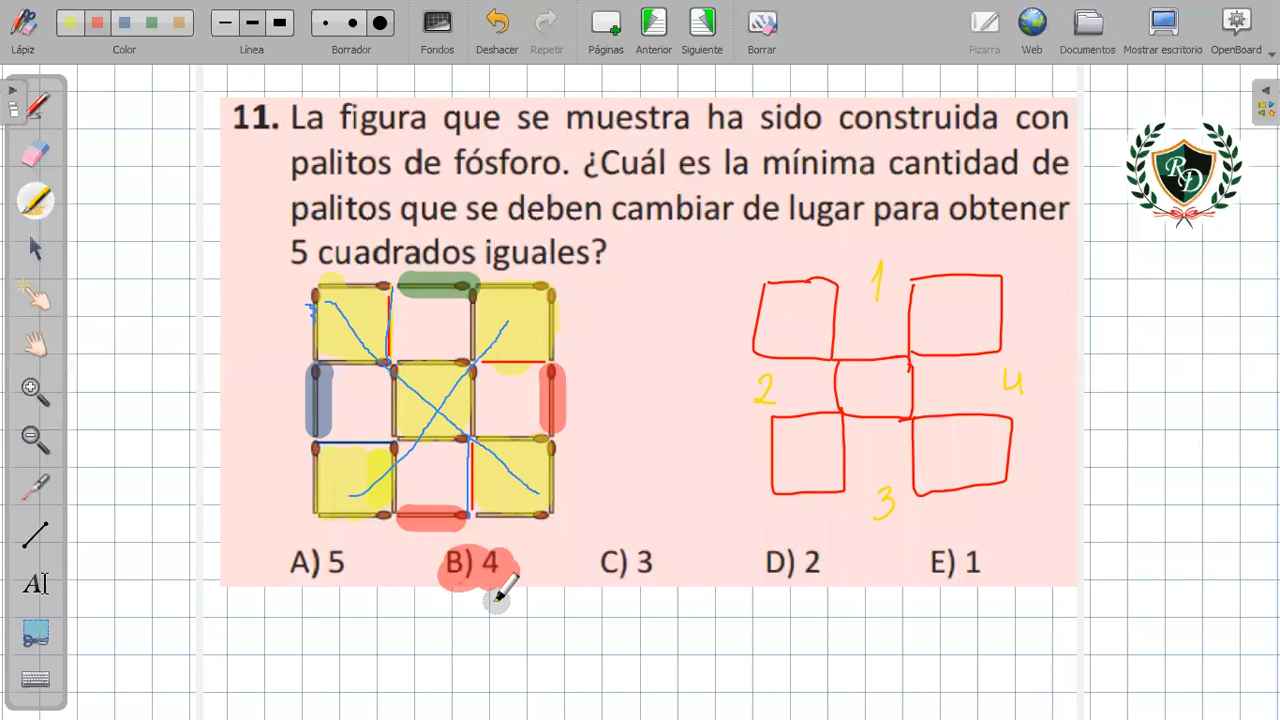 Lápiz Color Línea Borrador Fondos Deshacer Repetir Páginas Anterior Siguiente Borrar Pizarra Web Documentos Mostrar escritorio OpenBoard
11. La figura que se muestra ha sido construida con
palitos de fósforo. ¿Cuál es la mínima cantidad de
palitos que se deben cambiar de lugar para obtener
5 cuadrados iguales?
RD
1
2
4
3
A) 5 B) 4 C) 3 D) 2 E) 1
AI